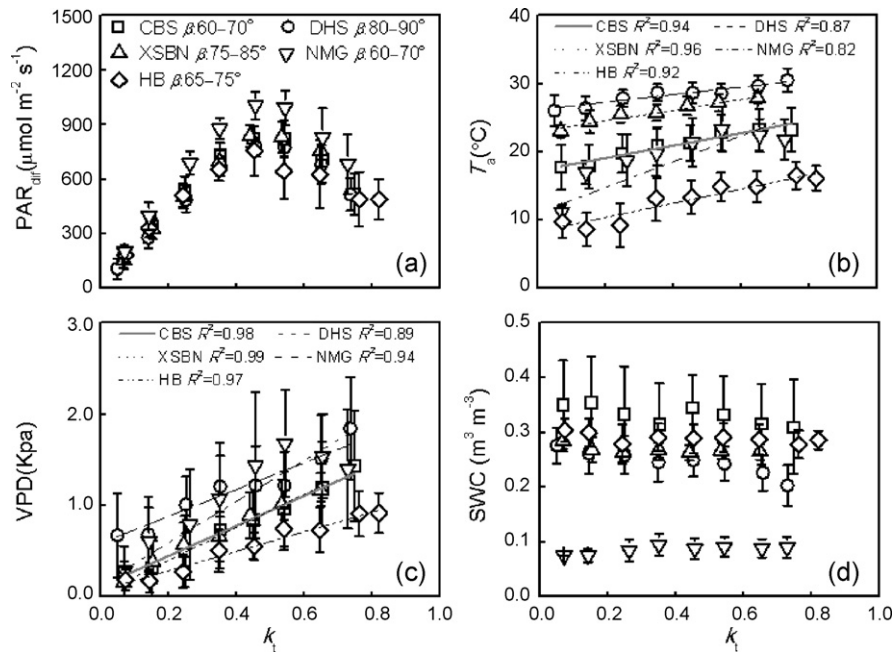 CBS β:60–70° DHS β:80–90°
XSBN β:75–85° NMG β:60–70°
HB β:65–75°
1500
1200
900
600
300
0
PAR_dif (μmol m⁻² s⁻¹)
(a)
CBS R²=0.94 DHS R²=0.87
XSBN R²=0.96 NMG R²=0.82
HB R²=0.92
40
30
20
10
0
T_a(°C)
(b)
CBS R²=0.98 DHS R²=0.89
XSBN R²=0.99 NMG R²=0.94
HB R²=0.97
3.0
2.0
1.0
0.0
VPD(Kpa)
(c)
0.0 0.2 0.4 0.6 0.8 1.0
k_t
0.5
0.4
0.3
0.2
0.1
0.0
SWC (m³ m⁻³)
(d)
0.0 0.2 0.4 0.6 0.8 1.0
k_t